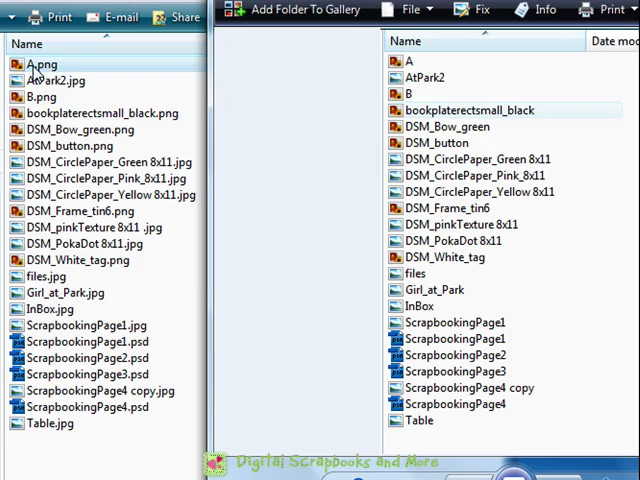 Print E-mail Share
Name
A.png
AtPark2.jpg
B.png
bookplaterectsmall_black.png
DSM_Bow_green.png
DSM_button.png
DSM_CirclePaper_Green 8x11.jpg
DSM_CirclePaper_Pink_8x11.jpg
DSM_CirclePaper_Yellow 8x11.jpg
DSM_Frame_tin6.png
DSM_pinkTexture 8x11 .jpg
DSM_PokaDot 8x11.jpg
DSM_White_tag.png
files.jpg
Girl_at_Park.jpg
InBox.jpg
ScrapbookingPage1.jpg
ScrapbookingPage1.psd
ScrapbookingPage2.psd
ScrapbookingPage3.psd
ScrapbookingPage4 copy.jpg
ScrapbookingPage4.psd
Table.jpg
Add Folder To Gallery File Fix Info Print
Name Date mo
A
AtPark2
B
bookplaterectsmall_black
DSM_Bow_green
DSM_button
DSM_CirclePaper_Green 8x11
DSM_CirclePaper_Pink_8x11
DSM_CirclePaper_Yellow 8x11
DSM_Frame_tin6
DSM_pinkTexture 8x11
DSM_PokaDot 8x11
DSM_White_tag
files
Girl_at_Park
InBox
ScrapbookingPage1
ScrapbookingPage1
ScrapbookingPage2
ScrapbookingPage3
ScrapbookingPage4 copy
ScrapbookingPage4
Table
Digital Scrapbooks and More